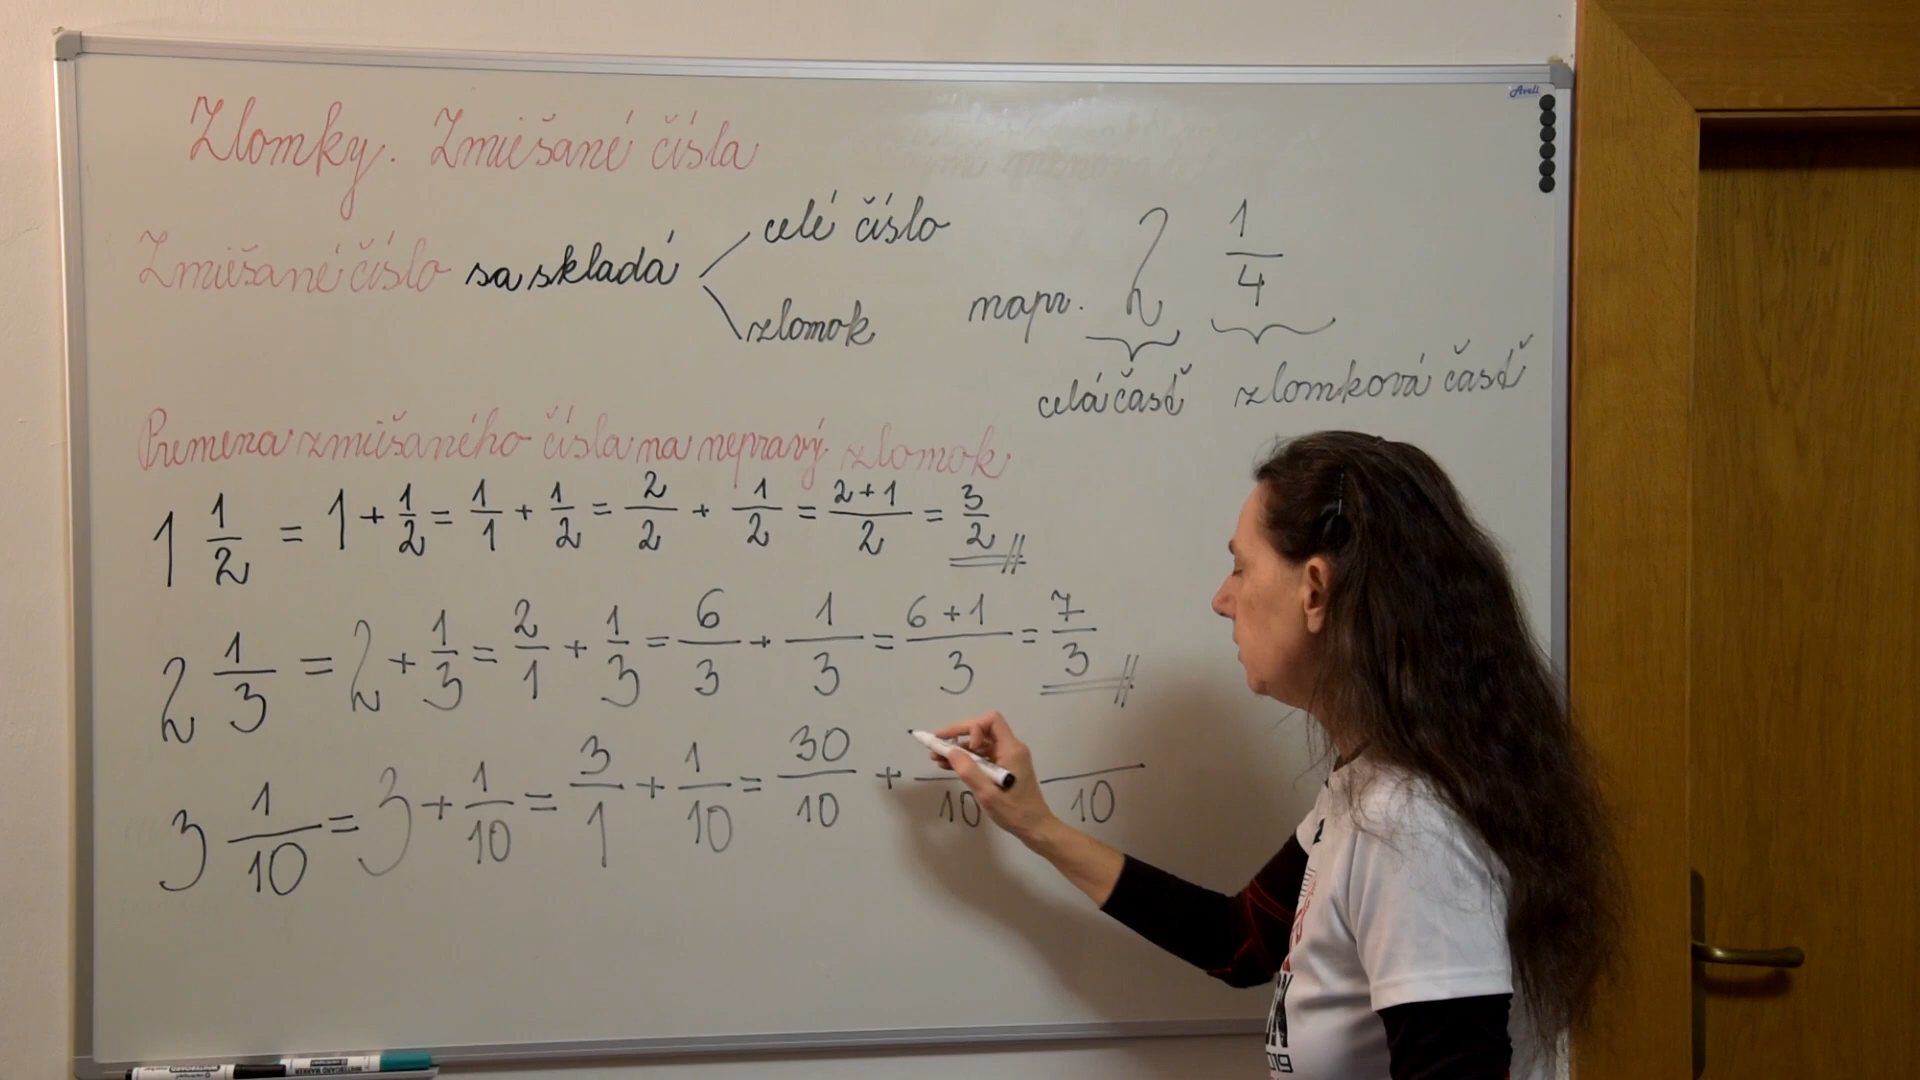 Zlomky. Zmiešané čísla
Zmiešané číslo sa skladá
celé číslo
zlomok
napr. 2 1/4
celá časť
zlomková časť
Premena zmiešaného čísla na nepravý zlomok
1 1/2 = 1 + 1/2 = 1/1 + 1/2 = 2/2 + 1/2 = 2+1/2 = 3/2
2 1/3 = 2 + 1/3 = 2/1 + 1/3 = 6/3 + 1/3 = 6+1/3 = 7/3
3 1/10 = 3 + 1/10 = 3/1 + 1/10 = 30/10 + /10 /10
Aveli
WHITEBOARD MARKER
019